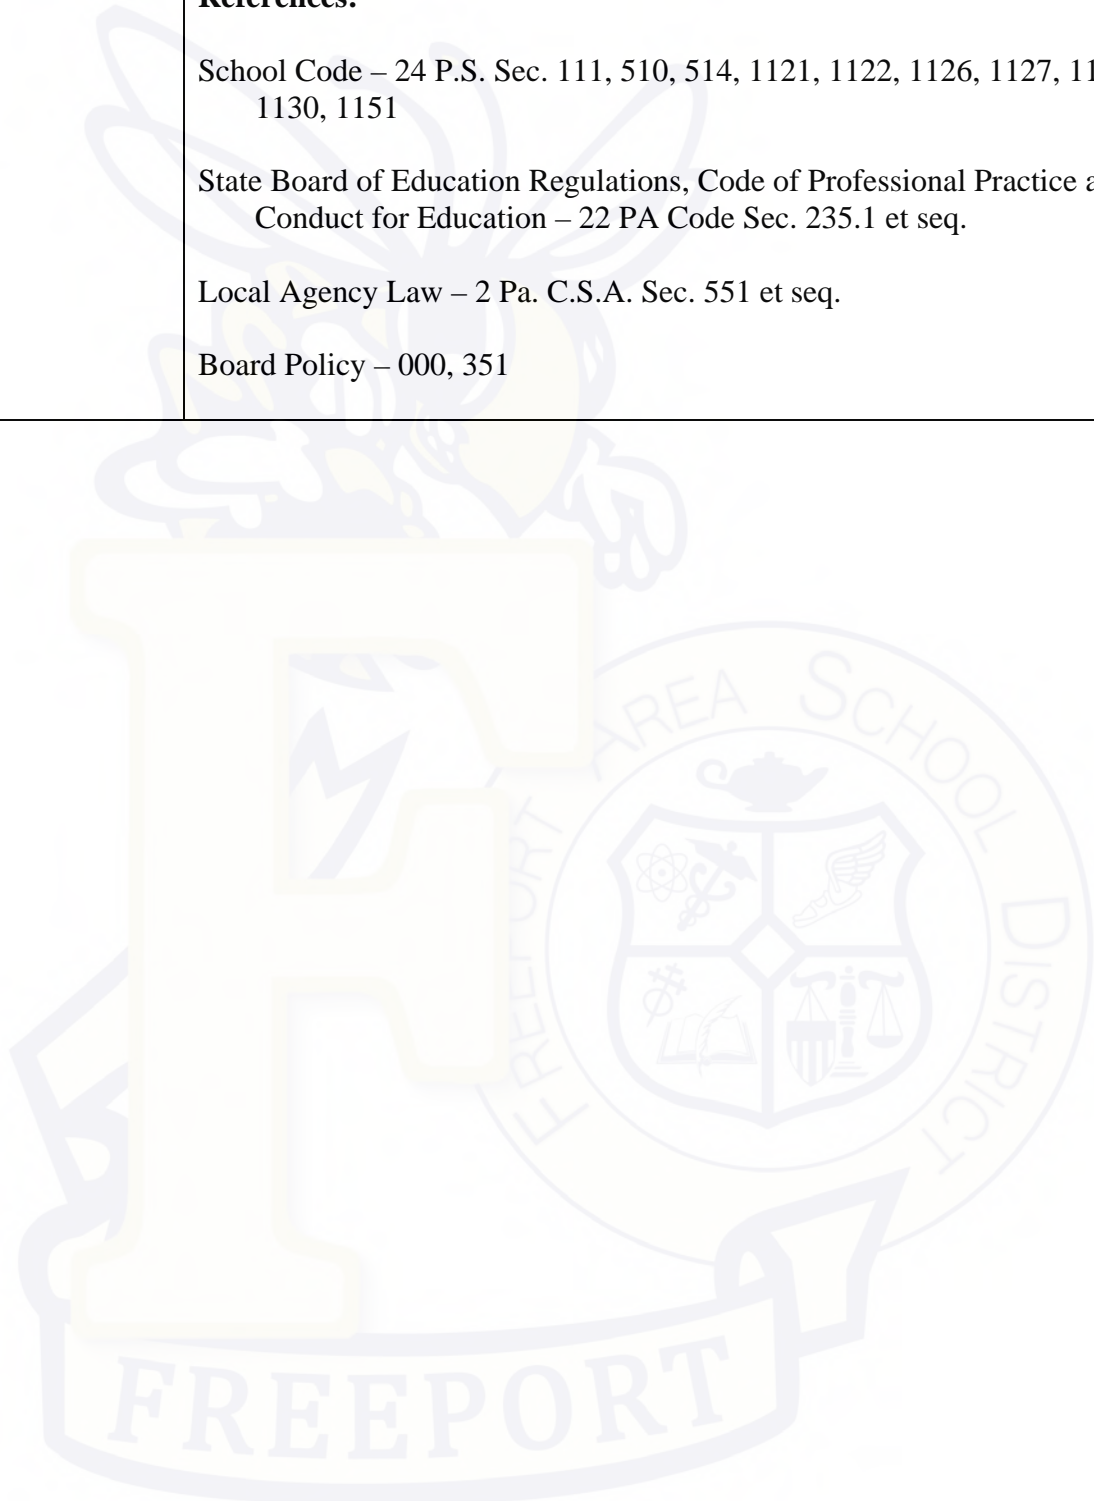 References:
School Code – 24 P.S. Sec. 111, 510, 514, 1121, 1122, 1126, 1127,
1130, 1151
State Board of Education Regulations, Code of Professional Practice
Conduct for Education – 22 PA Code Sec. 235.1 et seq.
Local Agency Law – 2 Pa. C.S.A. Sec. 551 et seq.
Board Policy – 000, 351
FREEPORT AREA SCHOOL DISTRICT
F
FREEPORT